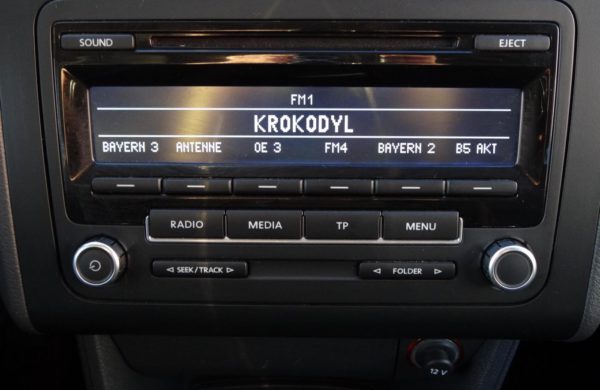 SOUND
EJECT
FM1
KROKODYL
BAYERN 3 ANTENNE OE 3 FM4 BAYERN 2 B5 AKT
RADIO MEDIA TP MENU
SEEK/TRACK
FOLDER
12 V